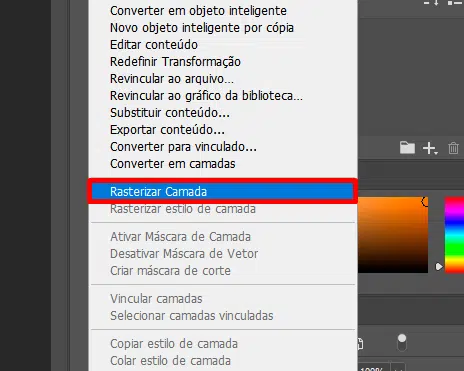 Converter em objeto inteligente
Novo objeto inteligente por cópia
Editar conteúdo
Redefinir Transformação
Revincular ao arquivo...
Revincular ao gráfico da biblioteca...
Substituir conteúdo...
Exportar conteúdo...
Converter para vinculado...
Converter em camadas
Rasterizar Camada
Rasterizar estilo de camada
Ativar Máscara de Camada
Desativar Máscara de Vetor
Criar máscara de corte
Vincular camadas
Selecionar camadas vinculadas
Copiar estilo de camada
Colar estilo de camada
100%